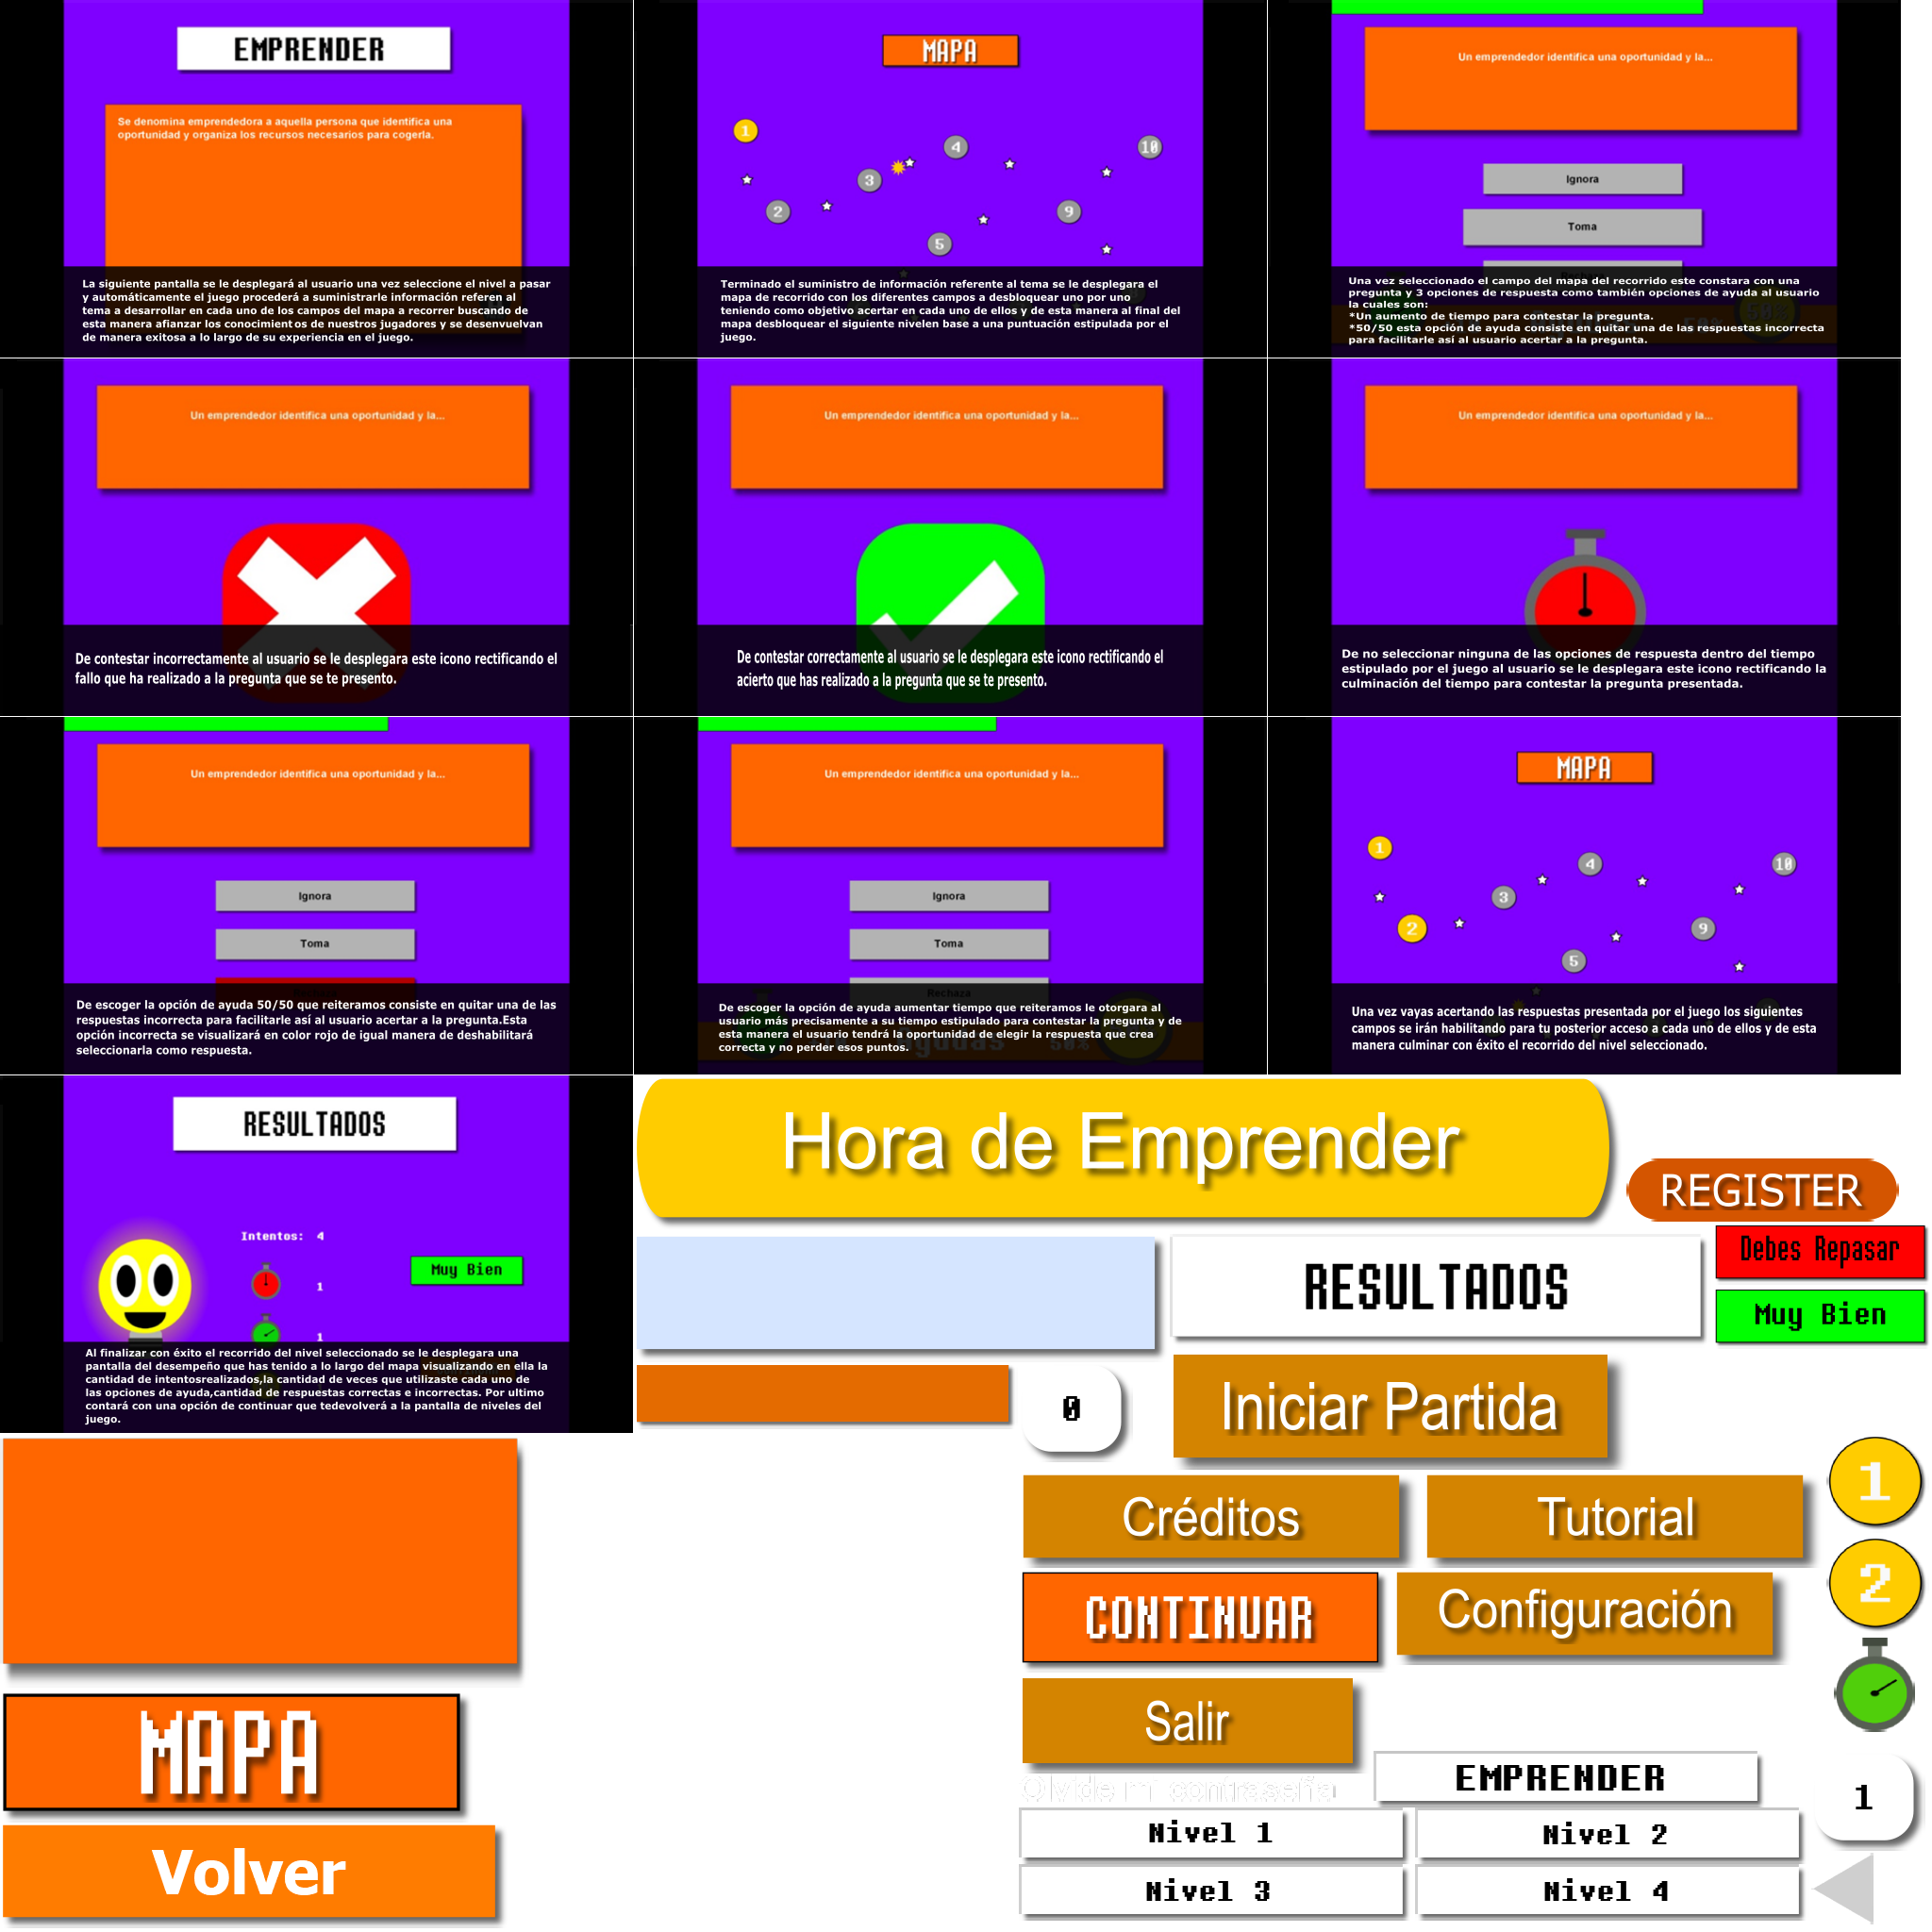 EMPRENDER
Se denomina emprendedora a aquella persona que identifica una
oportunidad y organiza los recursos necesarios para cogerla.
La siguiente pantalla se le desplegará al usuario una vez seleccione el nivel a pasar
y automáticamente el juego procederá a suministrarle información referen al
tema a desarrollar en cada uno de los campos del mapa a recorrer buscando de
esta manera afianzar los conocimientos de nuestros jugadores y se desenvuelvan
de manera exitosa a lo largo de su experiencia en el juego.
MAPA
1
4
10
3
2
9
5
Terminado el suministro de información referente al tema se le desplegara el
mapa de recorrido con los diferentes campos a desbloquear uno por uno
teniendo como objetivo acertar en cada uno de ellos y de esta manera al final del
mapa desbloquear el siguiente nivelen base a una puntuación estipulada por el
juego.
Un emprendedor identifica una oportunidad y la...
Ignora
Toma
Una vez seleccionado el campo del mapa del recorrido este constara con una
pregunta y 3 opciones de respuesta como también opciones de ayuda al usuario
la cuales son:
*Un aumento de tiempo para contestar la pregunta.
*50/50 esta opción de ayuda consiste en quitar una de las respuestas incorrecta
para facilitarle así al usuario acertar a la pregunta.
50%
50%
Un emprendedor identifica una oportunidad y la...
De contestar incorrectamente al usuario se le desplegara este icono rectificando el
fallo que ha realizado a la pregunta que se te presento.
Un emprendedor identifica una oportunidad y la...
De contestar correctamente al usuario se le desplegara este icono rectificando el
acierto que has realizado a la pregunta que se te presento.
Un emprendedor identifica una oportunidad y la...
De no seleccionar ninguna de las opciones de respuesta dentro del tiempo
estipulado por el juego al usuario se le desplegara este icono rectificando la
culminación del tiempo para contestar la pregunta presentada.
Un emprendedor identifica una oportunidad y la...
Ignora
Toma
De escoger la opción de ayuda 50/50 que reiteramos consiste en quitar una de las
respuestas incorrecta para facilitarle así al usuario acertar a la pregunta.Esta
opción incorrecta se visualizará en color rojo de igual manera de deshabilitará
seleccionarla como respuesta.
Un emprendedor identifica una oportunidad y la...
Ignora
Toma
Rechaza
De escoger la opción de ayuda aumentar tiempo que reiteramos le otorgara al
usuario más precisamente a su tiempo estipulado para contestar la pregunta y de
esta manera el usuario tendrá la oportunidad de elegir la respuesta que crea
correcta y no perder esos puntos.
Ayudas
50%
MAPA
1
4
10
3
2
9
5
Una vez vayas acertando las respuestas presentada por el juego los siguientes
campos se irán habilitando para tu posterior acceso a cada uno de ellos y de esta
manera culminar con éxito el recorrido del nivel seleccionado.
RESULTADOS
Intentos: 4
1
Muy Bien
1
Al finalizar con éxito el recorrido del nivel seleccionado se le desplegara una
pantalla del desempeño que has tenido a lo largo del mapa visualizando en ella la
cantidad de intentosrealizados,la cantidad de veces que utilizaste cada uno de
las opciones de ayuda,cantidad de respuestas correctas e incorrectas. Por ultimo
contará con una opción de continuar que tedevolverá a la pantalla de niveles del
juego.
Hora de Emprender
REGISTER
RESULTADOS
Debes Repasar
Muy Bien
0
Iniciar Partida
Créditos
Tutorial
1
CONTINUAR
Configuración
2
Salir
MAPA
Olvide mi contraseña
EMPRENDER
1
Nivel 1
Nivel 2
Volver
Nivel 3
Nivel 4